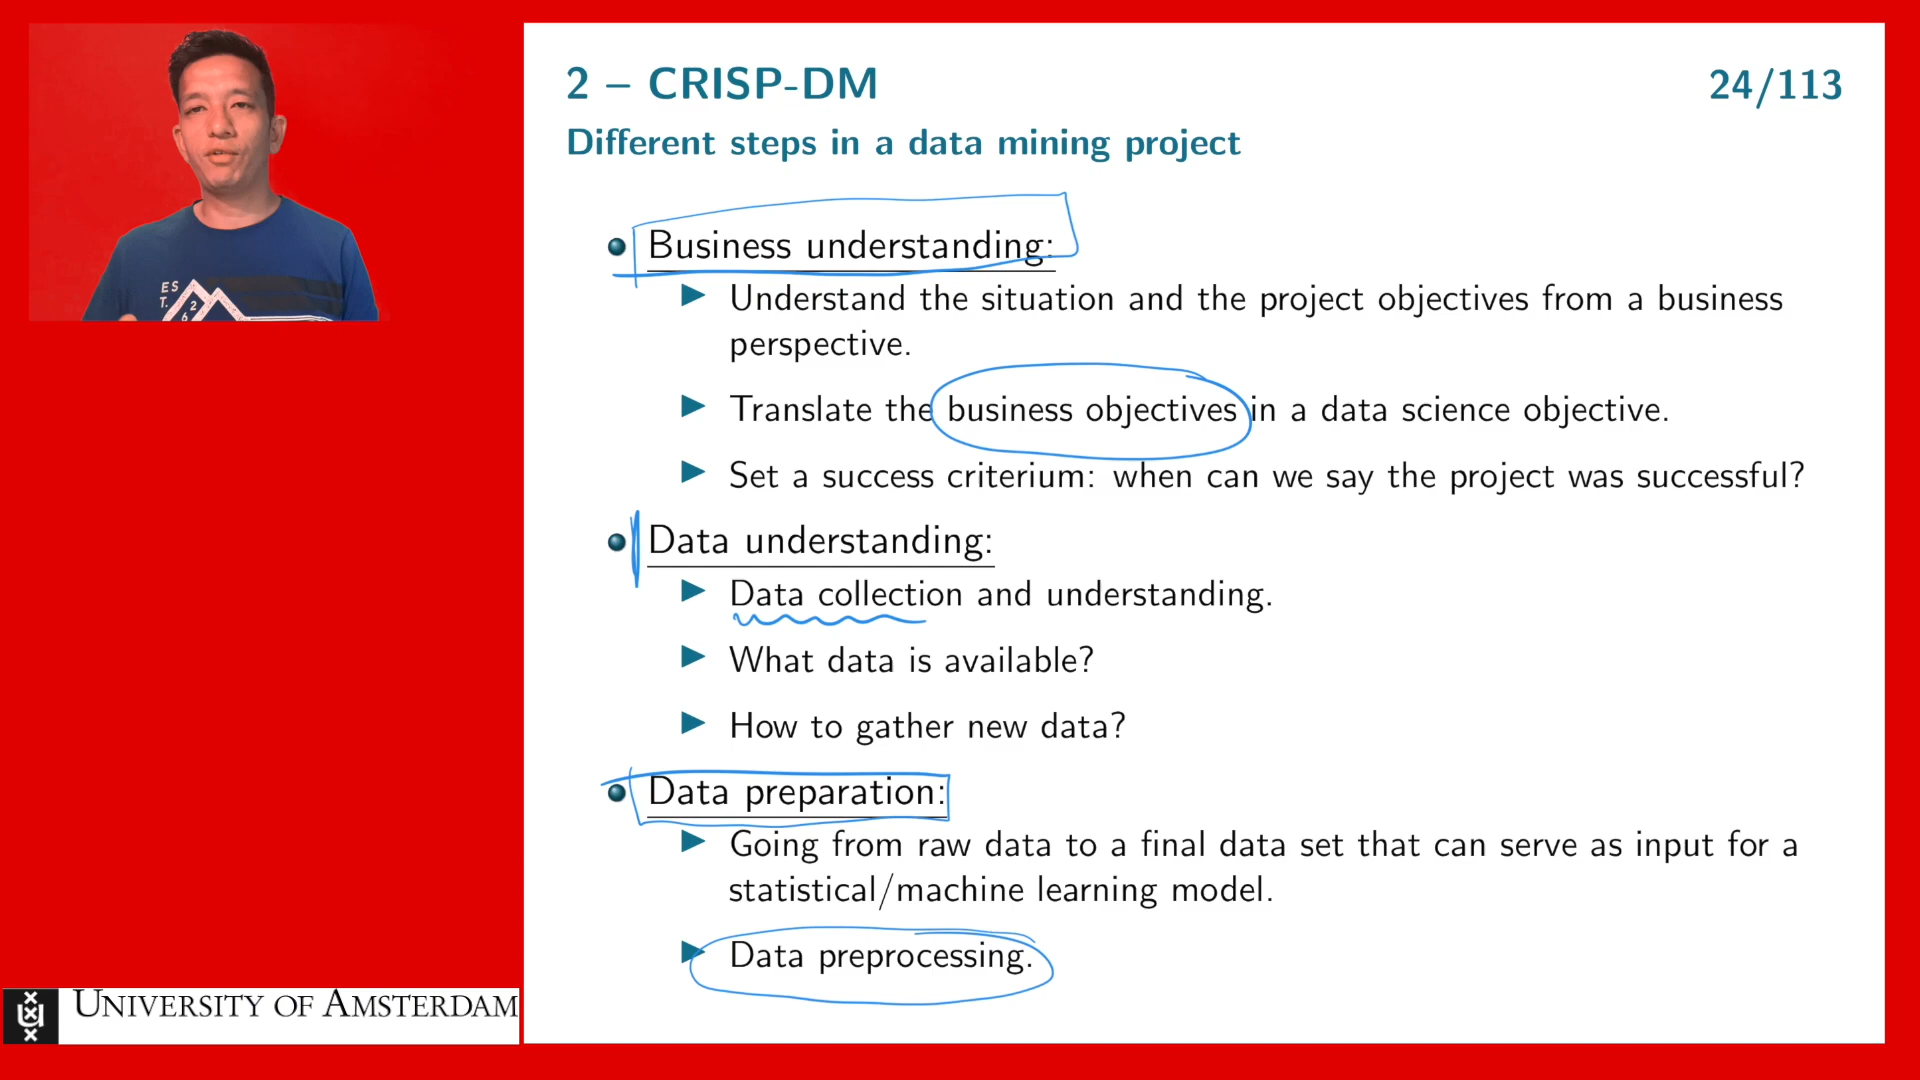 2 – CRISP-DM
24/113
Different steps in a data mining project
Business understanding:
Understand the situation and the project objectives from a business
perspective.
Translate the business objectives in a data science objective.
Set a success criterium: when can we say the project was successful?
Data understanding:
Data collection and understanding.
What data is available?
How to gather new data?
Data preparation:
Going from raw data to a final data set that can serve as input for a
statistical/machine learning model.
Data preprocessing.
ES
T. 2
6
UNIVERSITY OF AMSTERDAM